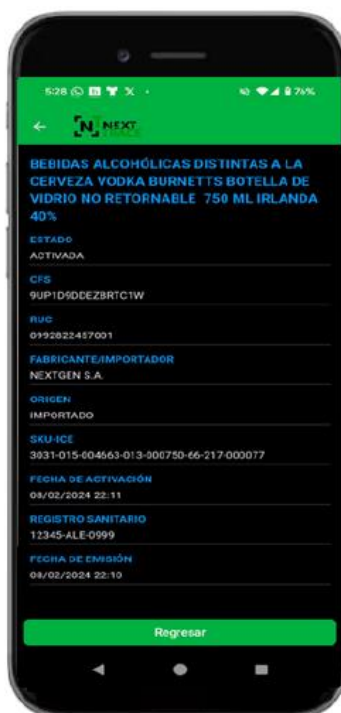 5:28
76%
NEXT
TRACE
BEBIDAS ALCOHÓLICAS DISTINTAS A LA
CERVEZA VODKA BURNETTS BOTELLA DE
VIDRIO NO RETORNABLE 750 ML IRLANDA
40%
ESTADO
ACTIVADA
CFS
9UP1D9DDEZBRTC1W
RUC
0992822457001
FABRICANTE/IMPORTADOR
NEXTGEN S.A.
ORIGEN
IMPORTADO
SKU-ICE
3031-015-004663-013-000750-66-217-000077
FECHA DE ACTIVACIÓN
08/02/2024 22:11
REGISTRO SANITARIO
12345-ALE-0999
FECHA DE EMISIÓN
08/02/2024 22:10
Regresar